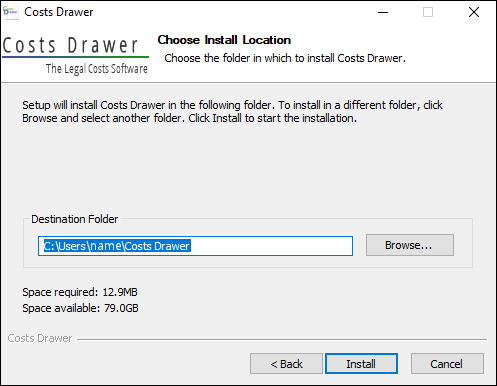 Costs Drawer
Costs Drawer
The Legal Costs Software
Choose Install Location
Choose the folder in which to install Costs Drawer.
Setup will install Costs Drawer in the following folder. To install in a different folder, click
Browse and select another folder. Click Install to start the installation.
Destination Folder
C:\Users\name\Costs Drawer
Browse...
Space required: 12.9MB
Space available: 79.0GB
Costs Drawer
< Back
Install
Cancel